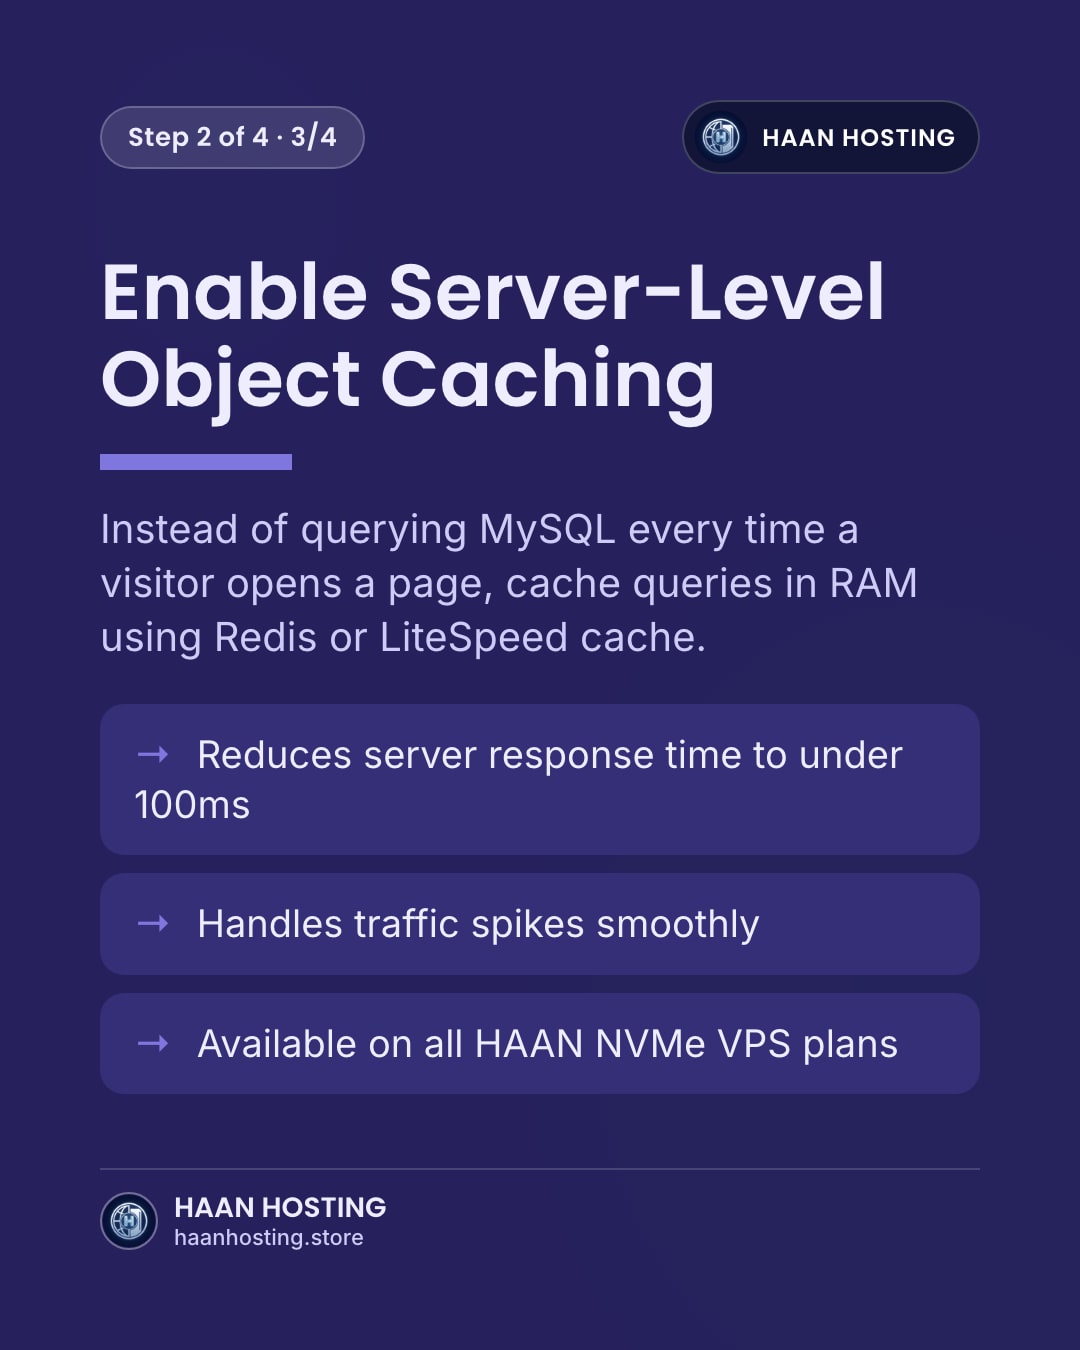 Step 2 of 4 · 3/4
HAAN HOSTING
Enable Server-Level
Object Caching
Instead of querying MySQL every time a
visitor opens a page, cache queries in RAM
using Redis or LiteSpeed cache.
→ Reduces server response time to under
100ms
→ Handles traffic spikes smoothly
→ Available on all HAAN NVMe VPS plans
HAAN HOSTING
haanhosting.store